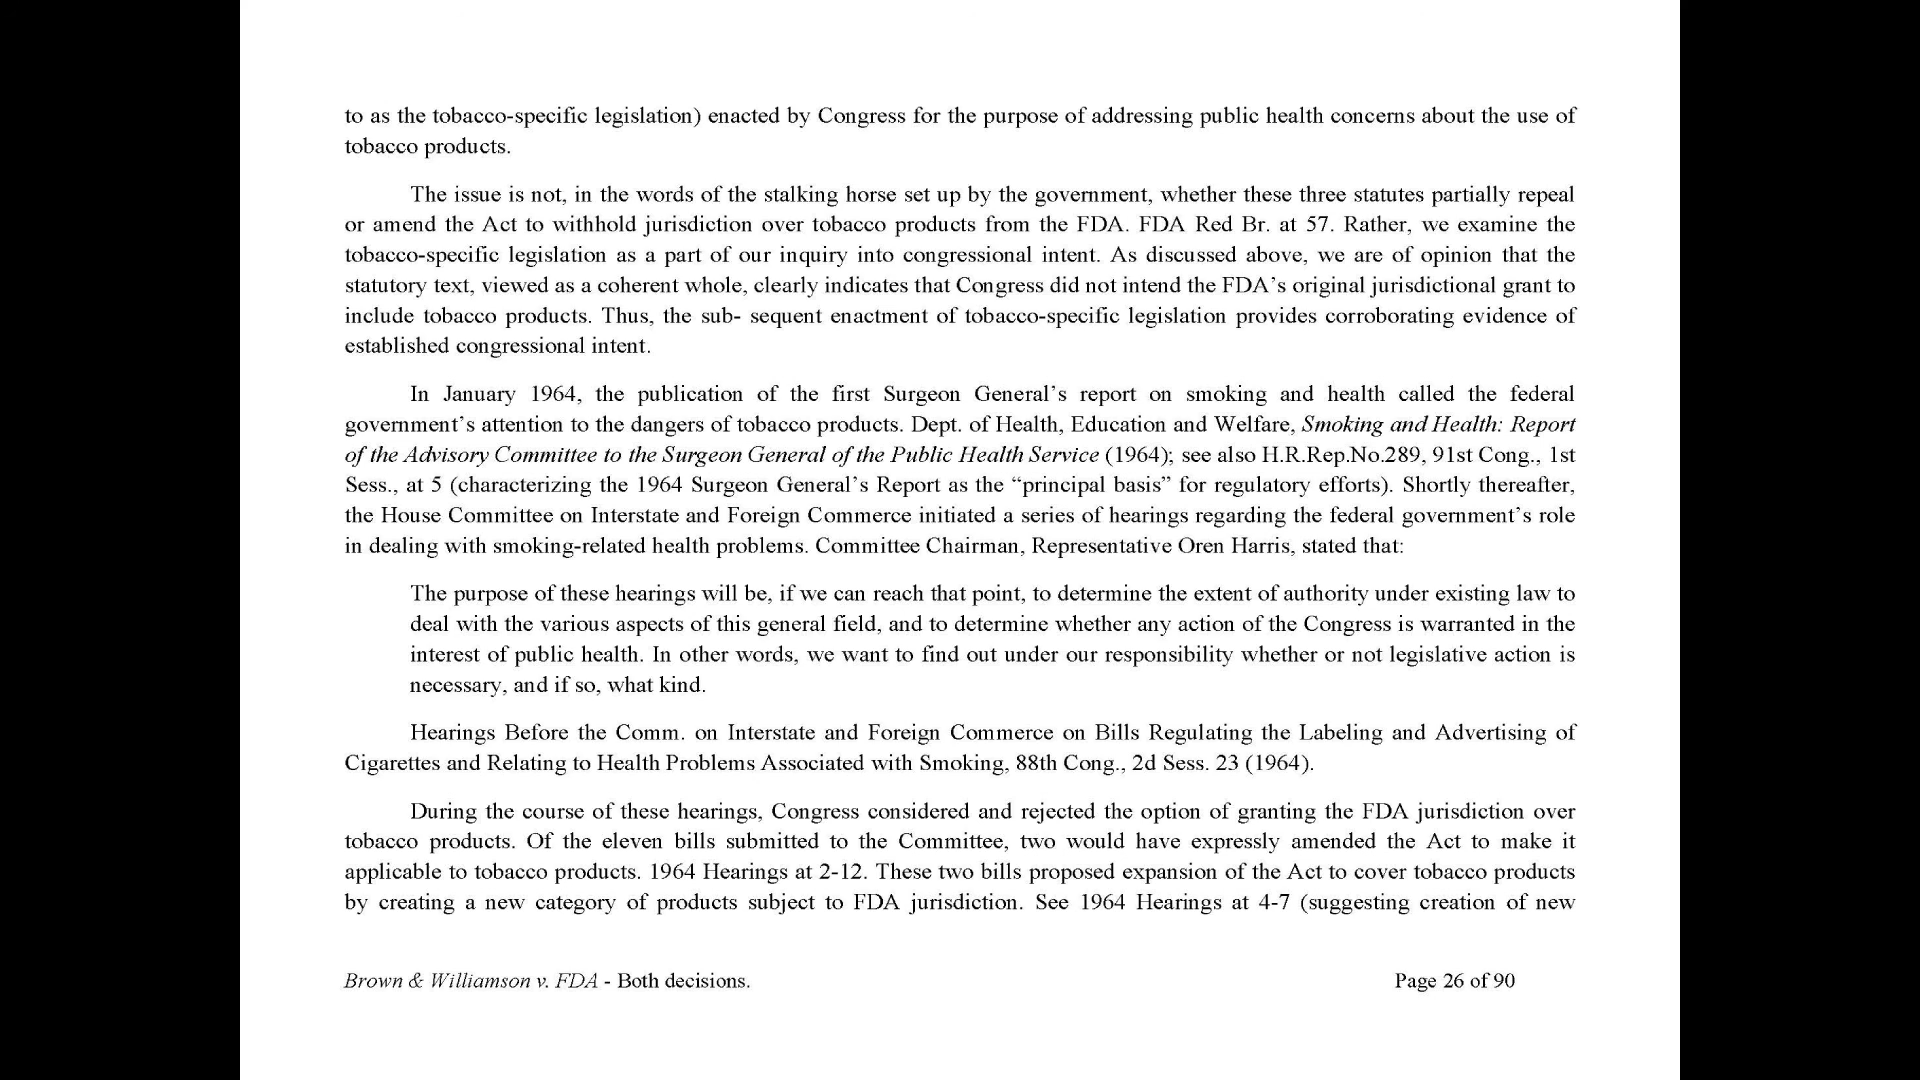 to as the tobacco-specific legislation) enacted by Congress for the purpose of addressing public health concerns about the use of
tobacco products.
The issue is not, in the words of the stalking horse set up by the government, whether these three statutes partially repeal
or amend the Act to withhold jurisdiction over tobacco products from the FDA. FDA Red Br. at 57. Rather, we examine the
tobacco-specific legislation as a part of our inquiry into congressional intent. As discussed above, we are of opinion that the
statutory text, viewed as a coherent whole, clearly indicates that Congress did not intend the FDA’s original jurisdictional grant to
include tobacco products. Thus, the sub- sequent enactment of tobacco-specific legislation provides corroborating evidence of
established congressional intent.
In January 1964, the publication of the first Surgeon General’s report on smoking and health called the federal
government’s attention to the dangers of tobacco products. Dept. of Health, Education and Welfare, Smoking and Health: Report
of the Advisory Committee to the Surgeon General of the Public Health Service (1964); see also H.R.Rep.No.289, 91st Cong., 1st
Sess., at 5 (characterizing the 1964 Surgeon General’s Report as the “principal basis” for regulatory efforts). Shortly thereafter,
the House Committee on Interstate and Foreign Commerce initiated a series of hearings regarding the federal government’s role
in dealing with smoking-related health problems. Committee Chairman, Representative Oren Harris, stated that:
The purpose of these hearings will be, if we can reach that point, to determine the extent of authority under existing law to
deal with the various aspects of this general field, and to determine whether any action of the Congress is warranted in the
interest of public health. In other words, we want to find out under our responsibility whether or not legislative action is
necessary, and if so, what kind.
Hearings Before the Comm. on Interstate and Foreign Commerce on Bills Regulating the Labeling and Advertising of
Cigarettes and Relating to Health Problems Associated with Smoking, 88th Cong., 2d Sess. 23 (1964).
During the course of these hearings, Congress considered and rejected the option of granting the FDA jurisdiction over
tobacco products. Of the eleven bills submitted to the Committee, two would have expressly amended the Act to make it
applicable to tobacco products. 1964 Hearings at 2-12. These two bills proposed expansion of the Act to cover tobacco products
by creating a new category of products subject to FDA jurisdiction. See 1964 Hearings at 4-7 (suggesting creation of new
Brown & Williamson v. FDA - Both decisions.
Page 26 of 90